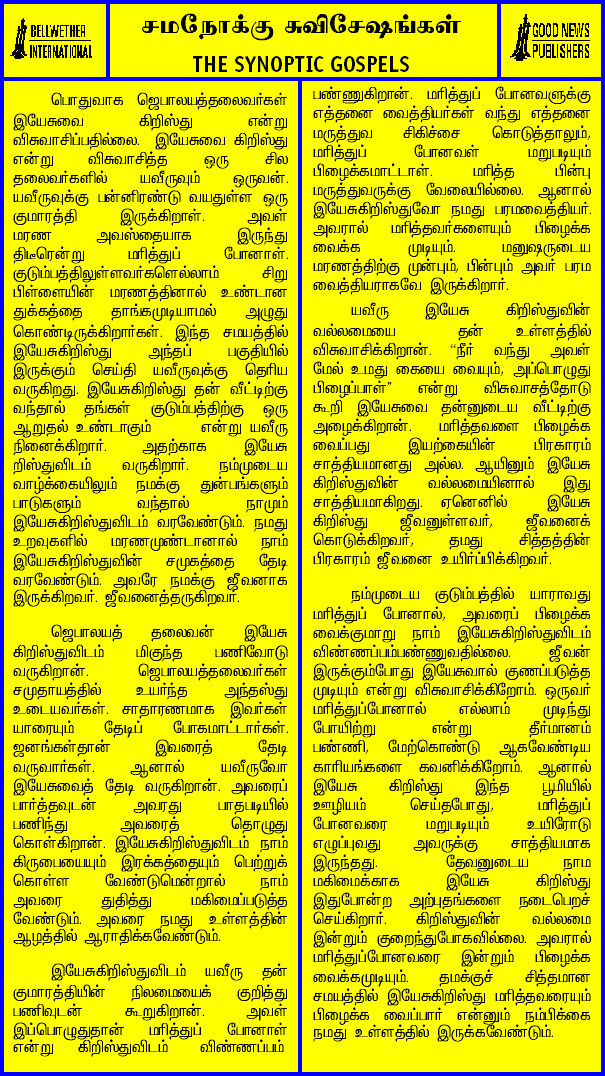 BELLWETHER
INTERNATIONAL
சமநோக்கு சுவிசேஷங்கள்
THE SYNOPTIC GOSPELS
GOOD NEWS
PUBLISHERS
பொதுவாக ஜெபாலயத்தலைவர்கள்
இயேசுவை கிறிஸ்து என்று
விசுவாசிப்பதில்லை. இயேசுவை கிறிஸ்து
என்று விசுவாசித்த ஒரு சில
தலைவர்களில் யவீருவும் ஒருவன்.
யவீருவுக்கு பன்னிரண்டு வயதுள்ள ஒரு
குமாரத்தி இருக்கிறாள். அவள்
மரண அவஸ்தையாக இருந்து
திடீரென்று மரித்துப் போனாள்.
குடும்பத்திலுள்ளவர்களெல்லாம் சிறு
பிள்ளையின் மரணத்தினால் உண்டான
துக்கத்தை தாங்கமுடியாமல் அழுது
கொண்டிருக்கிறார்கள். இந்த சமயத்தில்
இயேசுகிறிஸ்து அந்தப் பகுதியில்
இருக்கும் செய்தி யவீருவுக்கு தெரிய
வருகிறது. இயேசுகிறிஸ்து தன் வீட்டிற்கு
வந்தால் தங்கள் குடும்பத்திற்கு ஒரு
ஆறுதல் உண்டாகும் என்று யவீரு
நினைக்கிறார். அதற்காக இயேசு
றிஸ்துவிடம் வருகிறார். நம்முடைய
வாழ்க்கையிலும் நமக்கு துன்பங்களும்
பாடுகளும் வந்தால் நாமும்
இயேசுகிறிஸ்துவிடம் வரவேண்டும். நமது
உறவுகளில் மரணமுண்டானால் நாம்
இயேசுகிறிஸ்துவின் சமுகத்தை தேடி
வரவேண்டும். அவரே நமக்கு ஜீவனாக
இருக்கிறவர். ஜீவனைத்தருகிறவர்.
ஜெபாலயத் தலைவன் இயேசு
கிறிஸ்துவிடம் மிகுந்த பணிவோடு
வருகிறான். ஜெபாலயத்தலைவர்கள்
சமுதாயத்தில் உயர்ந்த அந்தஸ்து
உடையவர்கள். சாதாரணமாக இவர்கள்
யாரையும் தேடிப் போகமாட்டார்கள்.
ஜனங்கள்தான் இவரைத் தேடி
வருவார்கள். ஆனால் யவீருவோ
இயேசுவைத் தேடி வருகிறான். அவரைப்
பார்த்தவுடன் அவரது பாதபடியில்
பணிந்து அவரைத் தொழுது
கொள்கிறான். இயேசுகிறிஸ்துவிடம் நாம்
கிருபையையும் இரக்கத்தையும் பெற்றுக்
கொள்ள வேண்டுமென்றால் நாம்
அவரை துதித்து மகிமைப்படுத்த
வேண்டும். அவரை நமது உள்ளத்தின்
ஆழத்தில் ஆராதிக்கவேண்டும்.
இயேசுகிறிஸ்துவிடம் யவீரு தன்
குமாரத்தியின் நிலமையைக் குறித்து
பணிவுடன் கூறுகிறான். அவள்
இப்பொழுதுதான் மரித்துப் போனாள்
என்று கிறிஸ்துவிடம் விண்ணப்பம்
பண்ணுகிறான். மரித்துப் போனவளுக்கு
எத்தனை வைத்தியர்கள் வந்து எத்தனை
மருத்துவ சிகிச்சை கொடுத்தாலும்,
மரித்துப் போனவள் மறுபடியும்
பிழைக்கமாட்டாள். மரித்த பின்பு
மருத்துவருக்கு வேலையில்லை. ஆனால்
இயேசுகிறிஸ்துவோ நமது பரமவைத்தியர்.
அவரால் மரித்தவர்களையும் பிழைக்க
வைக்க முடியும். மனுஷருடைய
மரணத்திற்கு முன்பும், பின்பும் அவர் பரம
வைத்தியராகவே இருக்கிறார்.
யவீரு இயேசு கிறிஸ்துவின்
வல்லமையை தன் உள்ளத்தில்
விசுவாசிக்கிறான். “நீர் வந்து அவள்
மேல் உமது கையை வையும், அப்பொழுது
பிழைப்பாள்” என்று விசுவாசத்தோடு
கூறி இயேசுவை தன்னுடைய வீட்டிற்கு
அழைக்கிறான். மரித்தவளை பிழைக்க
வைப்பது இயற்கையின் பிரகாரம்
சாத்தியமானது அல்ல. ஆயினும் இயேசு
கிறிஸ்துவின் வல்லமையினால் இது
சாத்தியமாகிறது. ஏனெனில் இயேசு
கிறிஸ்து ஜீவனுள்ளவர், ஜீவனைக்
கொடுக்கிறவர், தமது சித்தத்தின்
பிரகாரம் ஜீவனை உயிர்ப்பிக்கிறவர்.
நம்முடைய குடும்பத்தில் யாராவது
மரித்துப் போனால், அவரைப் பிழைக்க
வைக்குமாறு நாம் இயேசுகிறிஸ்துவிடம்
விண்ணப்பம்பண்ணுவதில்லை. ஜீவன்
இருக்கும்போது இயேசுவால் குணப்படுத்த
முடியும் என்று விசுவாசிக்கிறோம். ஒருவர்
மரித்துப்போனால் எல்லாம் முடிந்து
போயிற்று என்று தீர்மானம்
பண்ணி, மேற்கொண்டு ஆகவேண்டிய
காரியங்களை கவனிக்கிறோம். ஆனால்
இயேசு கிறிஸ்து இந்த பூமியில்
ஊழியம் செய்தபோது, மரித்துப்
போனவரை மறுபடியும் உயிரோடு
எழுப்புவது அவருக்கு சாத்தியமாக
இருந்தது. தேவனுடைய நாம
மகிமைக்காக இயேசு கிறிஸ்து
இதுபோன்ற அற்புதங்களை நடைபெறச்
செய்கிறார். கிறிஸ்துவின் வல்லமை
இன்றும் குறைந்துபோகவில்லை. அவரால்
மரித்துப்போனவரை இன்றும் பிழைக்க
வைக்கமுடியும். தமக்குச் சித்தமான
சமயத்தில் இயேசுகிறிஸ்து மரித்தவரையும்
பிழைக்க வைப்பார் என்னும் நம்பிக்கை
நமது உள்ளத்தில் இருக்கவேண்டும்.